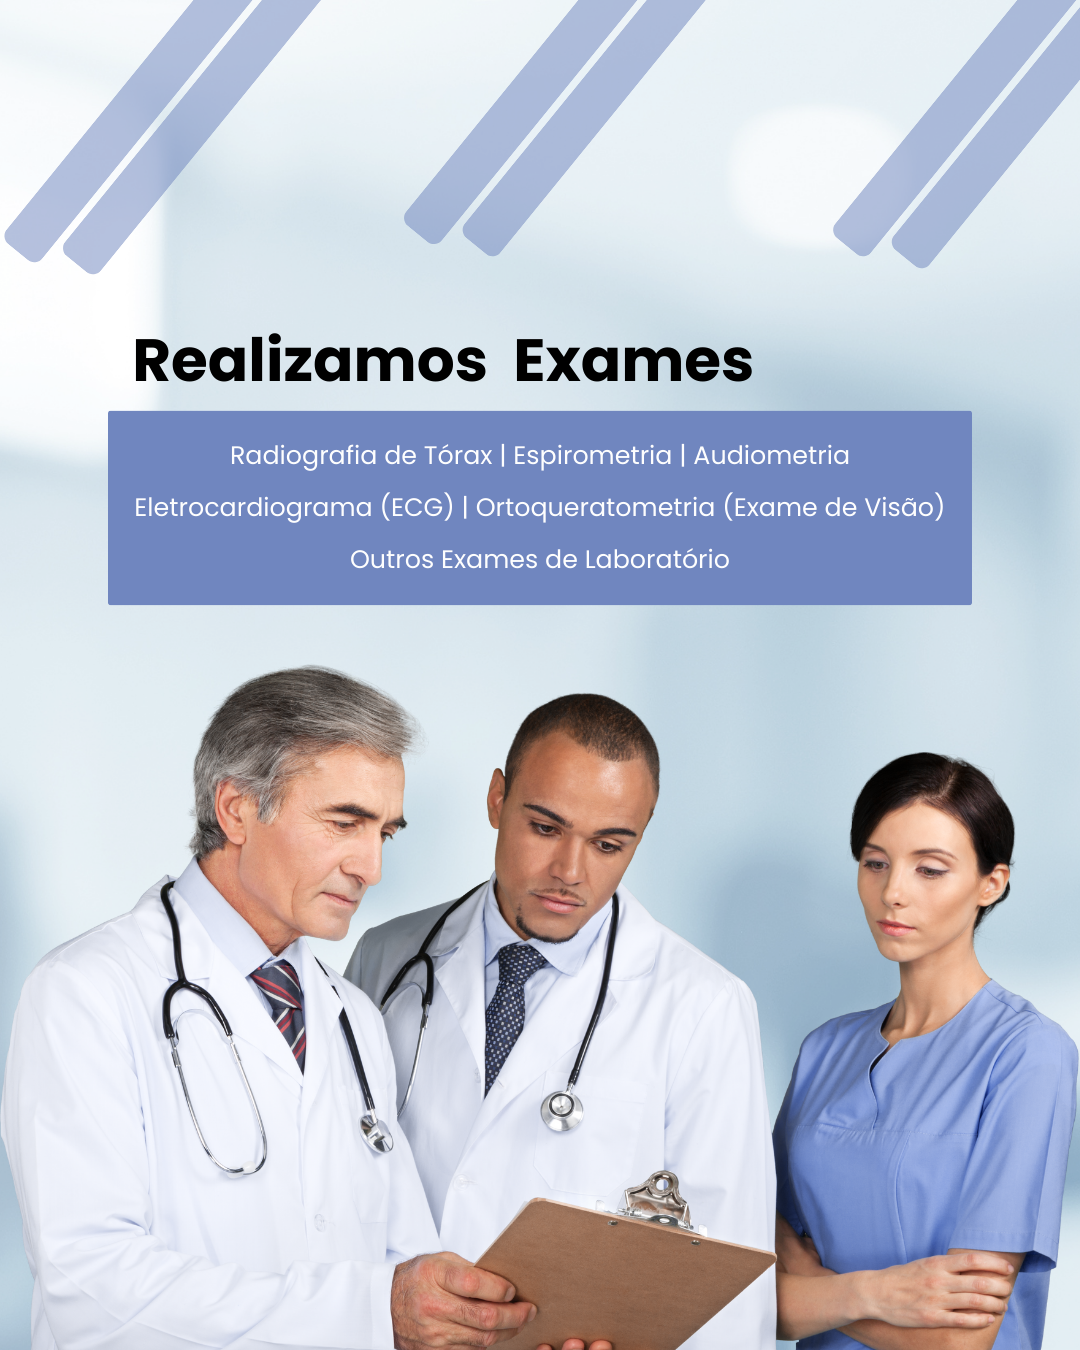 Realizamos Exames
Radiografia de Tórax | Espirometria | Audiometria
Eletrocardiograma (ECG) | Ortoqueratometria (Exame de Visão)
Outros Exames de Laboratório